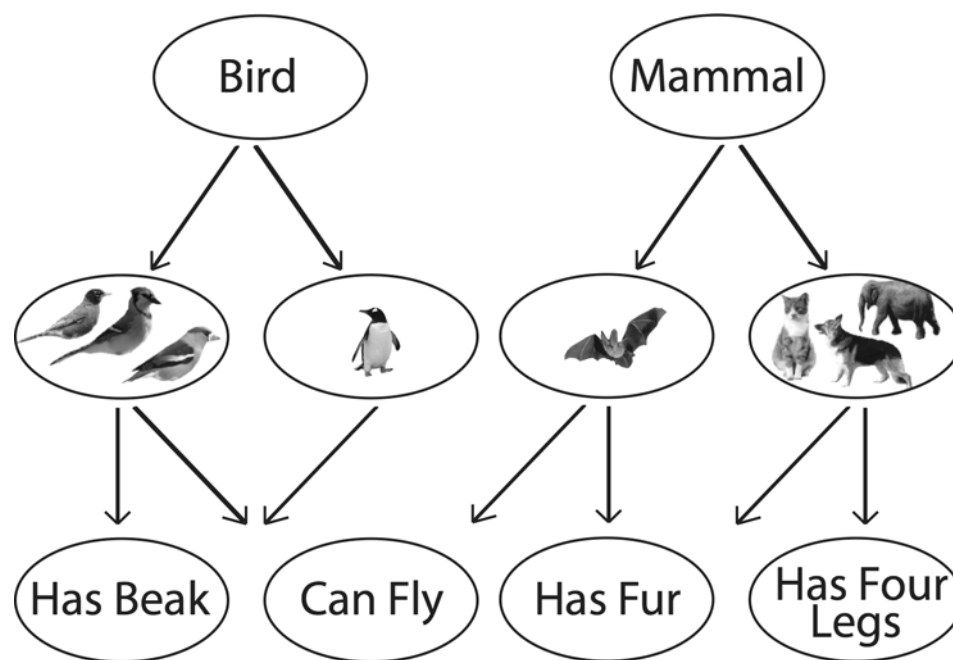 Bird
Mammal
Has Beak
Can Fly
Has Fur
Has Four
Legs